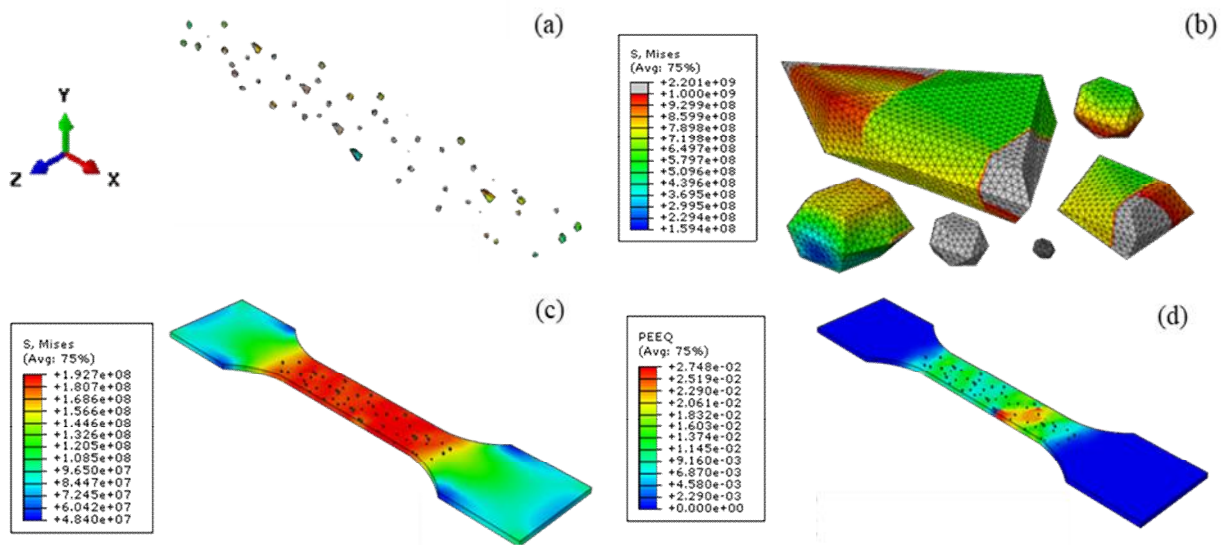 (a)
Y
Z
X
(b)
S, Mises
(Avg: 75%)
+2.201e+09
+1.000e+09
+9.299e+08
+8.599e+08
+7.898e+08
+7.198e+08
+6.497e+08
+5.797e+08
+5.096e+08
+4.396e+08
+3.695e+08
+2.995e+08
+2.294e+08
+1.594e+08
(c)
S, Mises
(Avg: 75%)
+1.927e+08
+1.807e+08
+1.686e+08
+1.566e+08
+1.446e+08
+1.326e+08
+1.205e+08
+1.085e+08
+9.650e+07
+8.447e+07
+7.245e+07
+6.042e+07
+4.840e+07
(d)
PEEQ
(Avg: 75%)
+2.748e-02
+2.519e-02
+2.290e-02
+2.061e-02
+1.832e-02
+1.603e-02
+1.374e-02
+1.145e-02
+9.160e-03
+6.870e-03
+4.580e-03
+2.290e-03
+0.000e+00